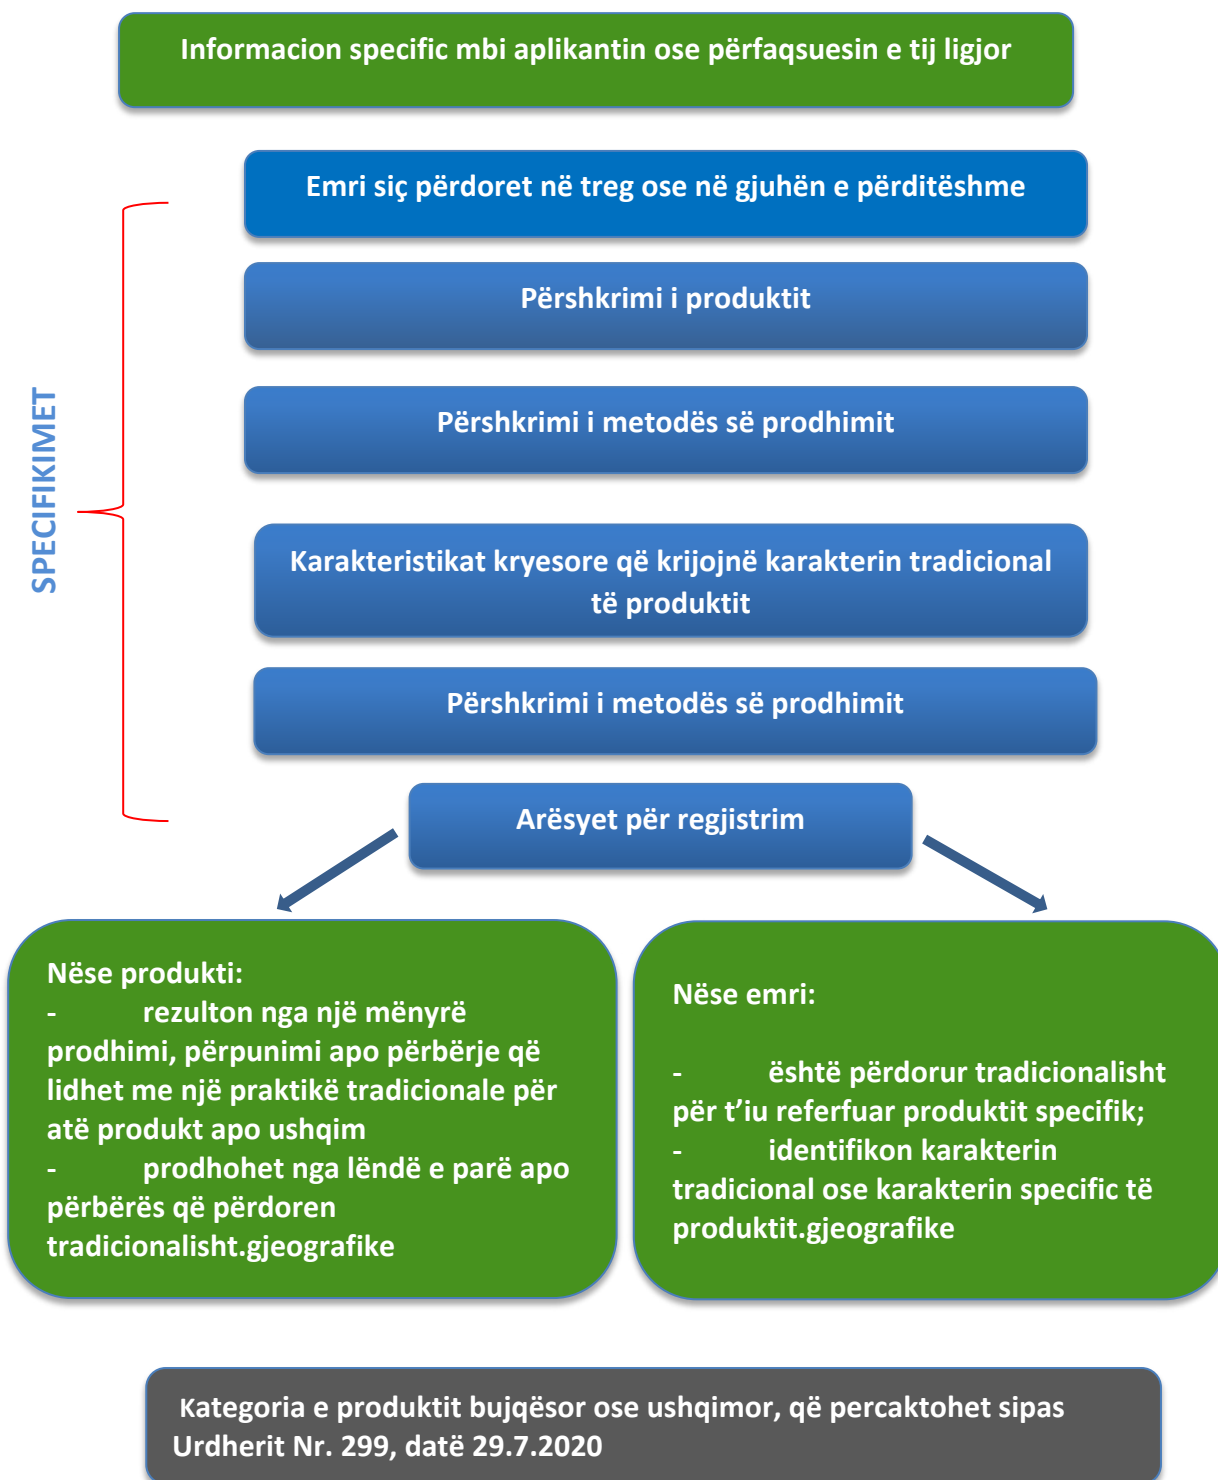 Informacion specific mbi aplikantin ose përfaqsuesin e tij ligjor
Emri siç përdoret në treg ose në gjuhën e përditëshme
Përshkrimi i produktit
SPECIFIKIMET
Përshkrimi i metodës së prodhimit
Karakteristikat kryesore që krijojnë karakterin tradicional
të produktit
Përshkrimi i metodës së prodhimit
Arësyet për regjistrim
Nëse produkti:
- rezulton nga një mënyrë
prodhimi, përpunimi apo përbërje që
lidhet me një praktikë tradicionale për
atë produkt apo ushqim
- prodhohet nga lëndë e parë apo
përbërës që përdoren
tradicionalisht.gjeografike
Nëse emri:
- është përdorur tradicionalisht
për t’iu referfuar produktit specifik;
- identifikon karakterin
tradicional ose karakterin specific të
produktit.gjeografike
Kategoria e produktit bujqësor ose ushqimor, që percaktohet sipas
Urdherit Nr. 299, datë 29.7.2020